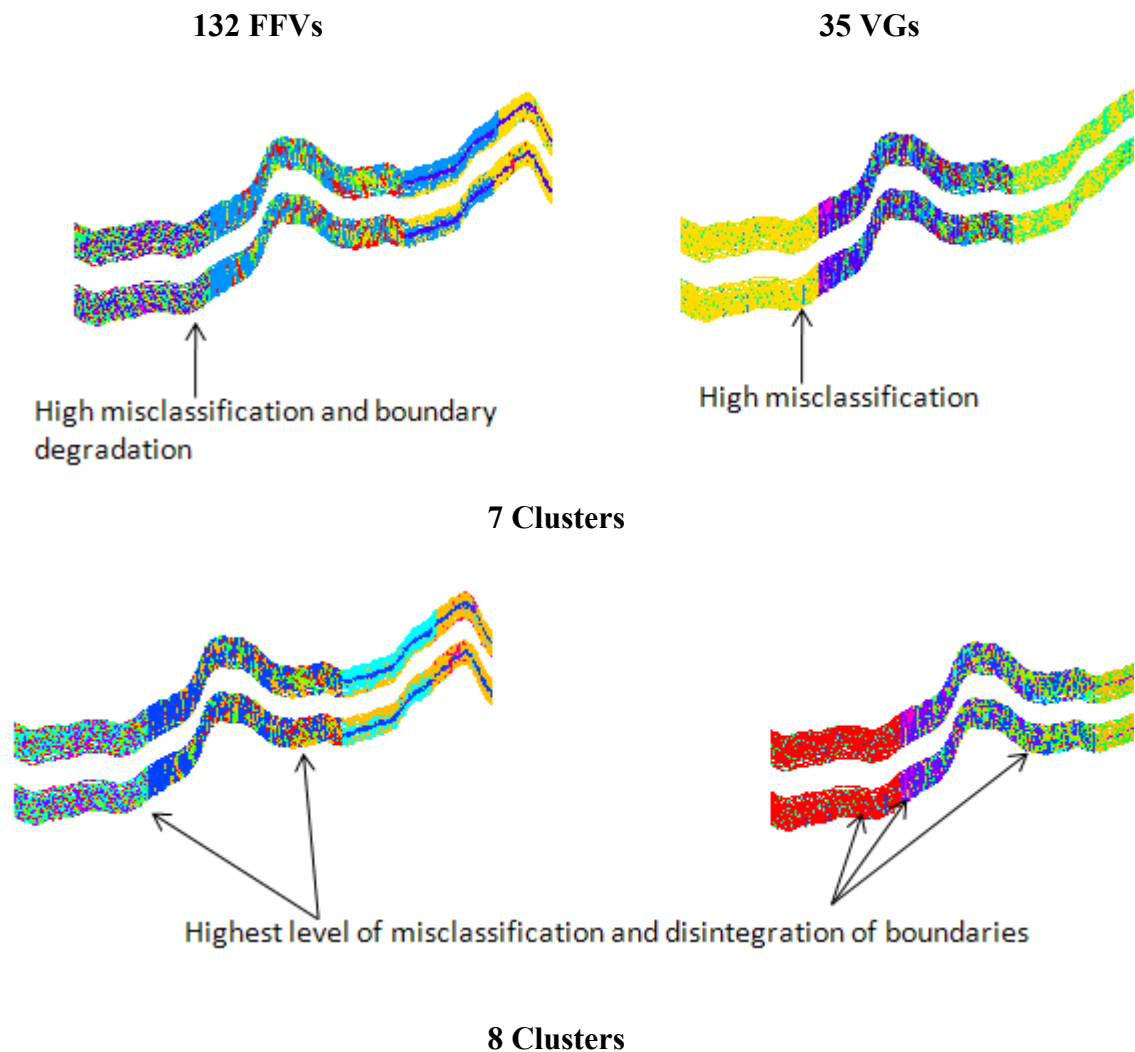 132 FFVs
35 VGs
High misclassification and boundary
degradation
High misclassification
7 Clusters
Highest level of misclassification and disintegration of boundaries
8 Clusters